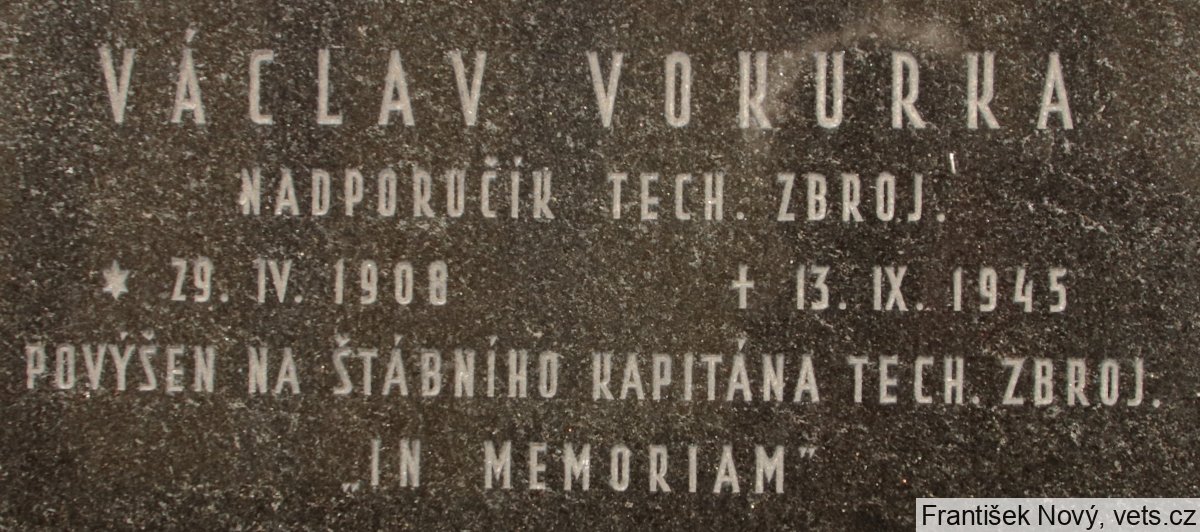 VÁCLAV VOKURKA
NADPORUČÍK TECH. ZBROJ.
* 29. IV. 1908 † 13. IX. 1945
POVÝŠEN NA ŠTÁBNÍHO KAPITÁNA TECH. ZBROJ.
„IN MEMORIAM"
František Nový, vets.cz